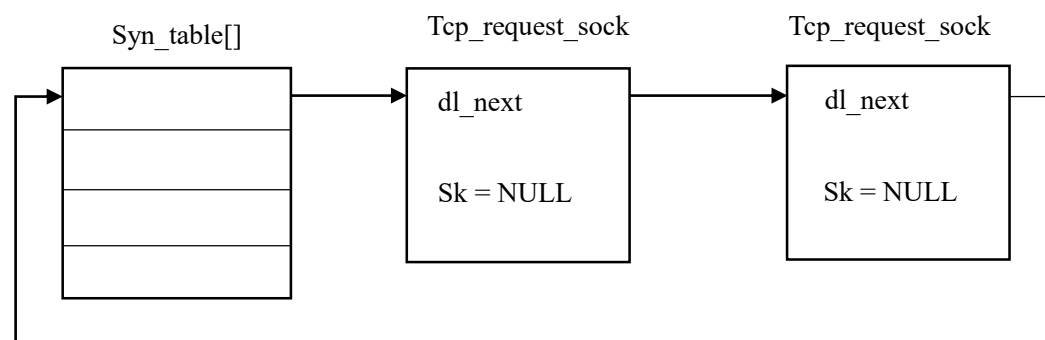 Syn_table[]
Tcp_request_sock
Tcp_request_sock
dl_next
dl_next
Sk = NULL
Sk = NULL